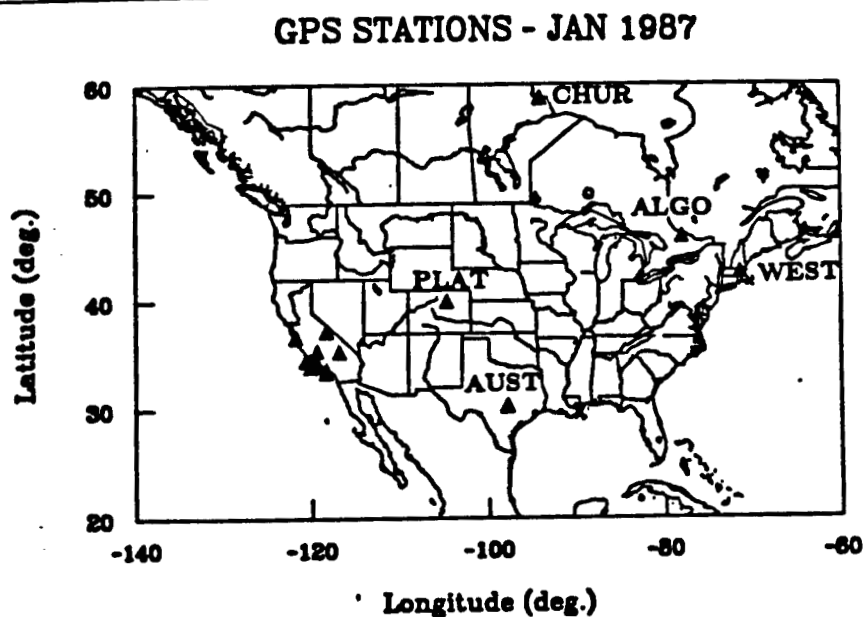 GPS STATIONS - JAN 1987
60
CHUR
50
ALGO
WEST
PLAT
40
AUST
30
20
-140
-120
-100
-80
-60
Latitude (deg.)
Longitude (deg.)